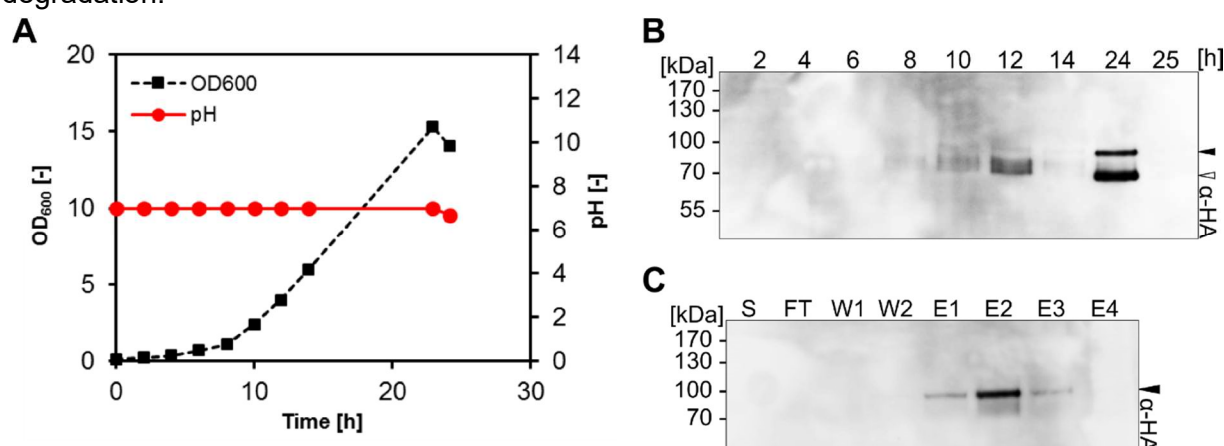 degradation.
A
20
15
10
5
0
OD₆₀₀ [-]
OD600
pH
14
12
10
8
6
4
2
0
pH [-]
0 10 20 30
Time [h]
B
[kDa] 2 4 6 8 10 12 14 24 25 [h]
170
130
100
70
55
α-HA
C
[kDa] S FT W1 W2 E1 E2 E3 E4
170
130
100
70
α-HA